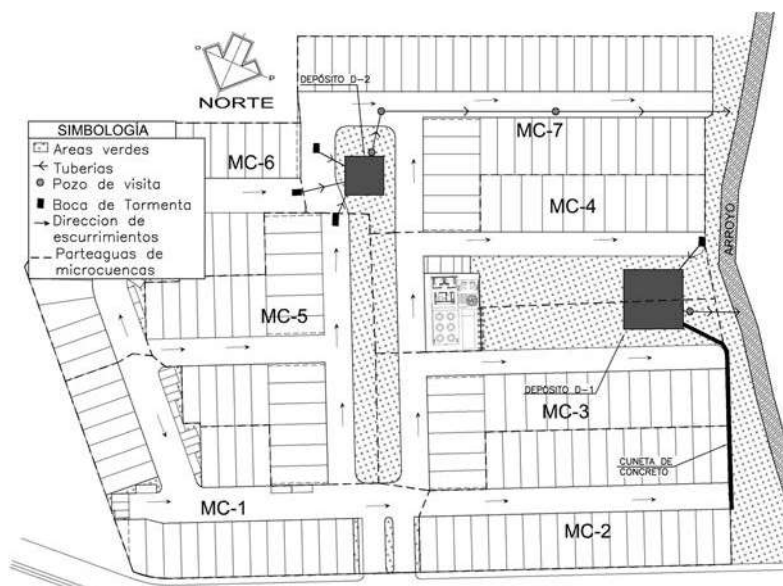 NORTE
SIMBOLOGÍA
Areas verdes
Tuberias
Pozo de visita
Boca de Tormenta
Direccion de
escurrimientos
Parteaguas de
microcuencas
DEPÓSITO D-2
MC-6
MC-7
MC-4
ARROYO
MC-5
DEPÓSITO D-1
MC-3
CUNETA DE
CONCRETO
MC-1
MC-2